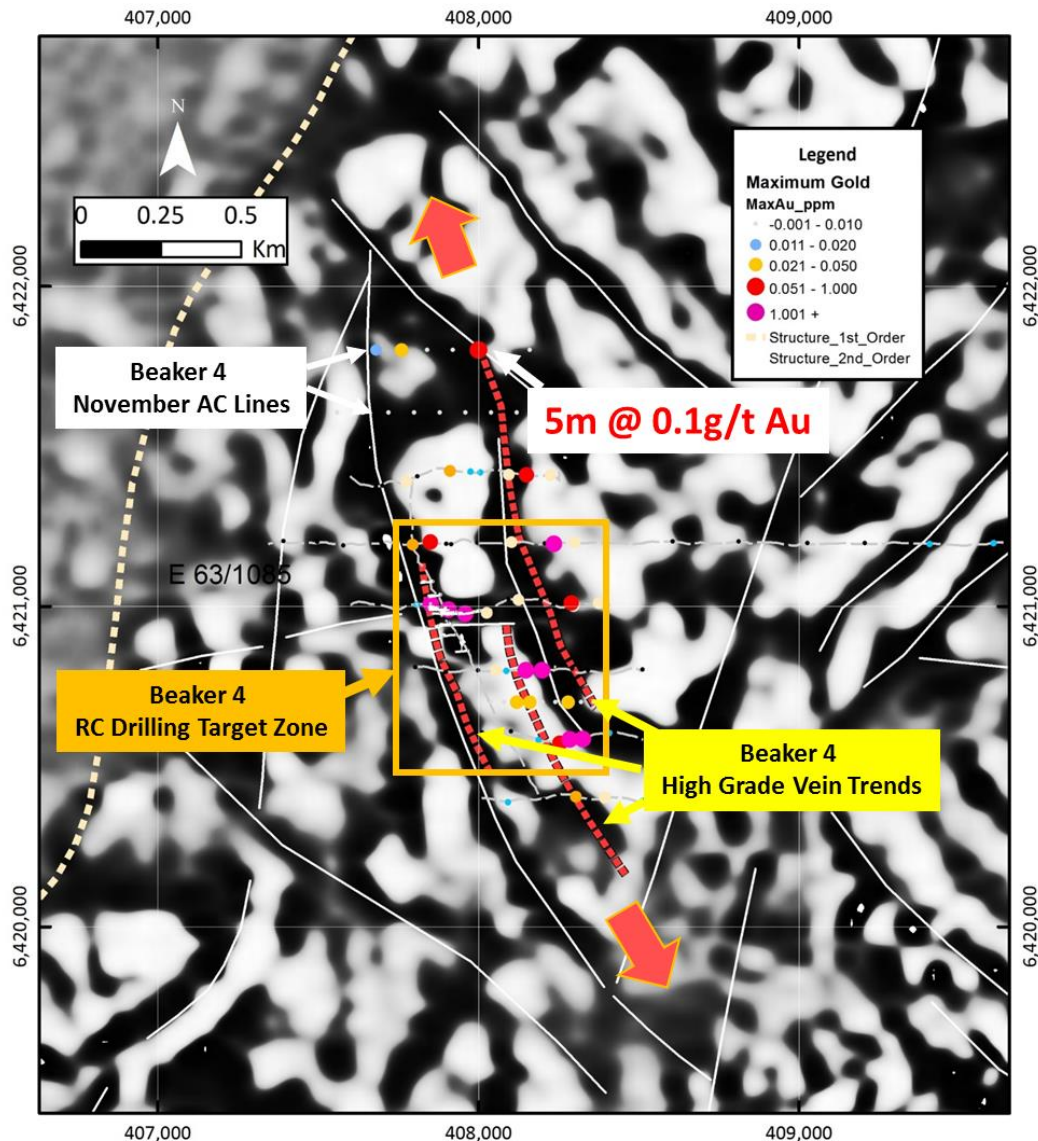 407,000
408,000
409,000
N
0 0.25 0.5
Km
Legend
Maximum Gold
MaxAu_ppm
-0.001 - 0.010
0.011 - 0.020
0.021 - 0.050
0.051 - 1.000
1.001 +
Structure_1st_Order
Structure_2nd_Order
6,422,000
6,422,000
Beaker 4
November AC Lines
5m @ 0.1g/t Au
E 63/1085
6,421,000
6,421,000
Beaker 4
RC Drilling Target Zone
Beaker 4
High Grade Vein Trends
6,420,000
6,420,000
407,000
408,000
409,000